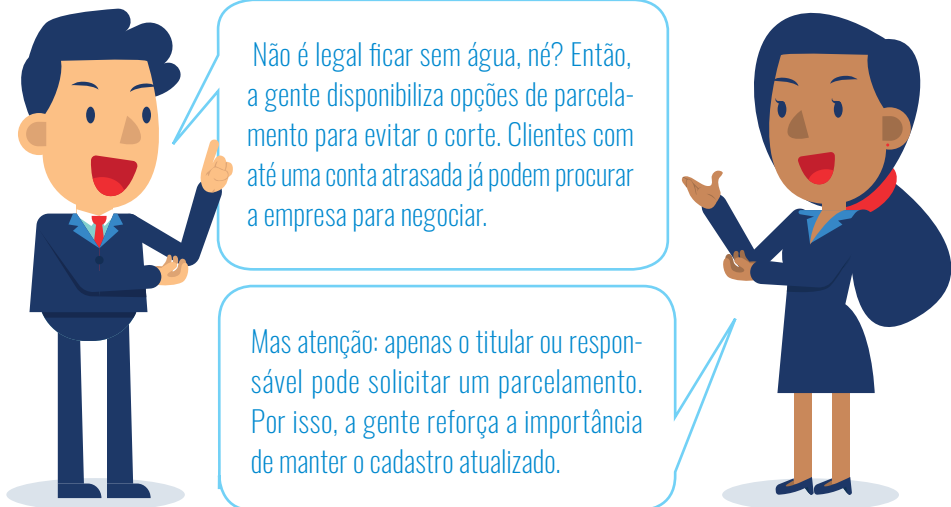 Não é legal ficar sem água, né? Então,
a gente disponibiliza opções de parcela-
mento para evitar o corte. Clientes com
até uma conta atrasada já podem procurar
a empresa para negociar.
Mas atenção: apenas o titular ou respon-
sável pode solicitar um parcelamento.
Por isso, a gente reforça a importância
de manter o cadastro atualizado.